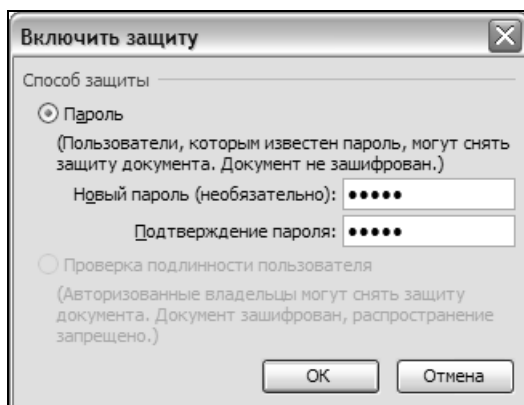 Включить защиту
Способ защиты
Пароль
(Пользователи, которым известен пароль, могут снять
защиту документа. Документ не зашифрован.)
Новый пароль (необязательно): •••••
Подтверждение пароля: •••••
Проверка подлинности пользователя
(Авторизованные владельцы могут снять защиту
документа. Документ зашифрован, распространение
запрещено.)
ОК Отмена